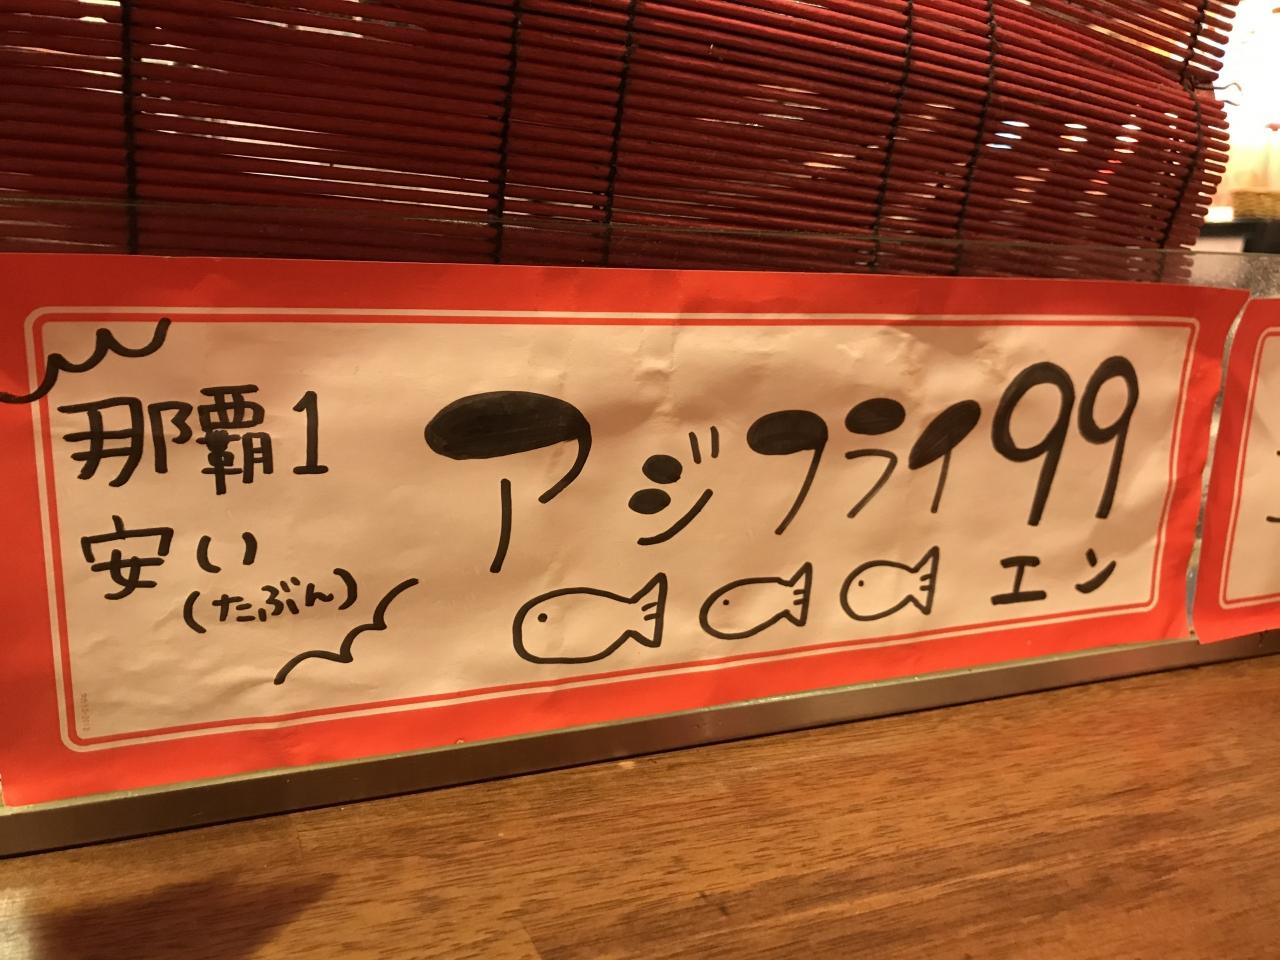 那覇1
安い
(たぶん)
アジフライ99
エン